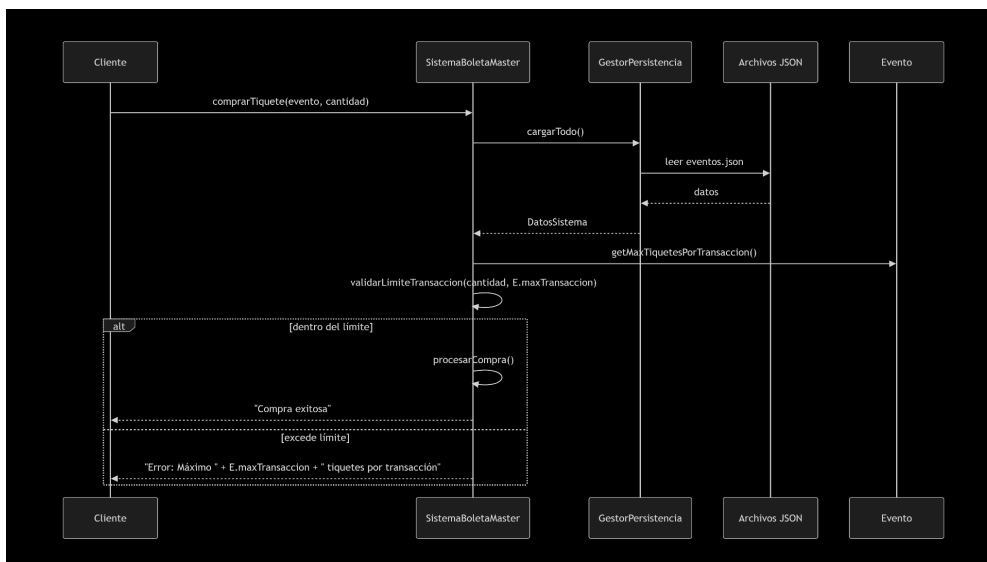 Cliente
SistemaBoletaMaster
GestorPersistencia
Archivos JSON
Evento
comprarTiquete(evento, cantidad)
cargarTodo()
leer eventos.json
datos
DatosSistema
getMaxTiquetesPorTransaccion()
validarLimiteTransaccion(cantidad, E.maxTransaccion)
alt
[dentro del límite]
procesarCompra()
"Compra exitosa"
[excede límite]
"Error: Máximo " + E.maxTransaccion + " tiquetes por transacción"
Cliente
SistemaBoletaMaster
GestorPersistencia
Archivos JSON
Evento